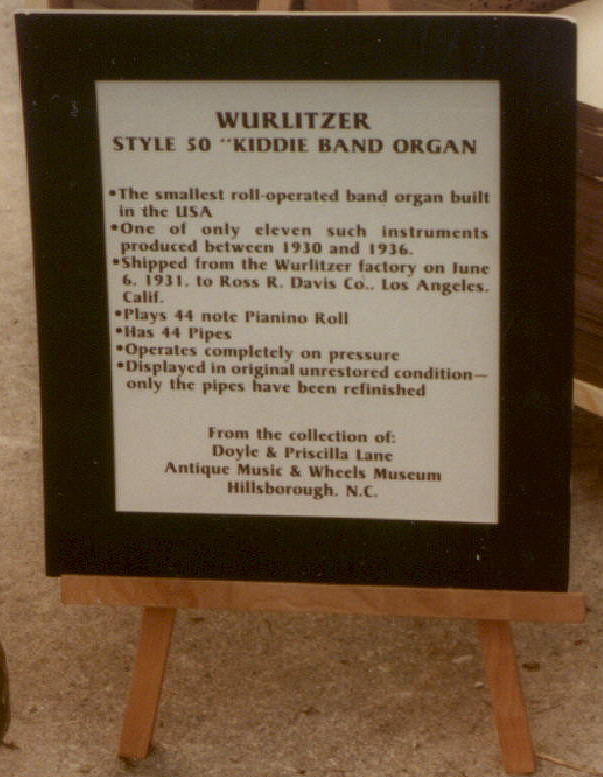 WURLITZER
STYLE 50 "KIDDIE BAND ORGAN
•The smallest roll-operated band organ built
in the USA
•One of only eleven such instruments
produced between 1930 and 1936.
•Shipped from the Wurlitzer factory on June
6, 1931, to Ross R. Davis Co., Los Angeles,
Calif.
•Plays 44 note Pianino Roll
•Has 44 Pipes
•Operates completely on pressure
•Displayed in original unrestored condition—
only the pipes have been refinished
From the collection of:
Doyle & Priscilla Lane
Antique Music & Wheels Museum
Hillsborough, N.C.